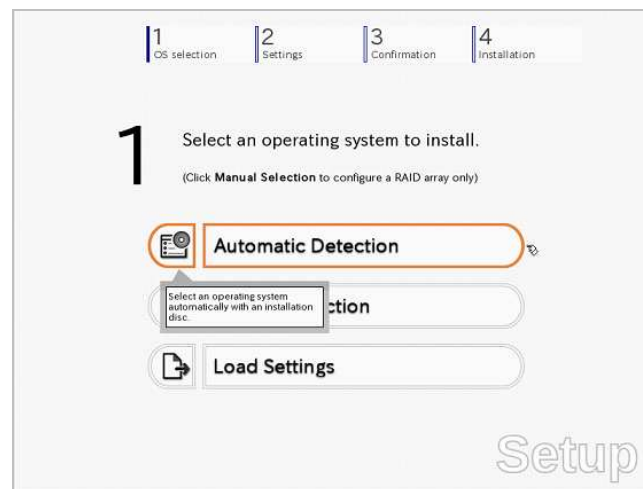 1
OS selection
2
Settings
3
Confirmation
4
Installation
1
Select an operating system to install.
(Click Manual Selection to configure a RAID array only)
Automatic Detection
Select an operating system
automatically with an installation
disc.
ction
Load Settings
Setup